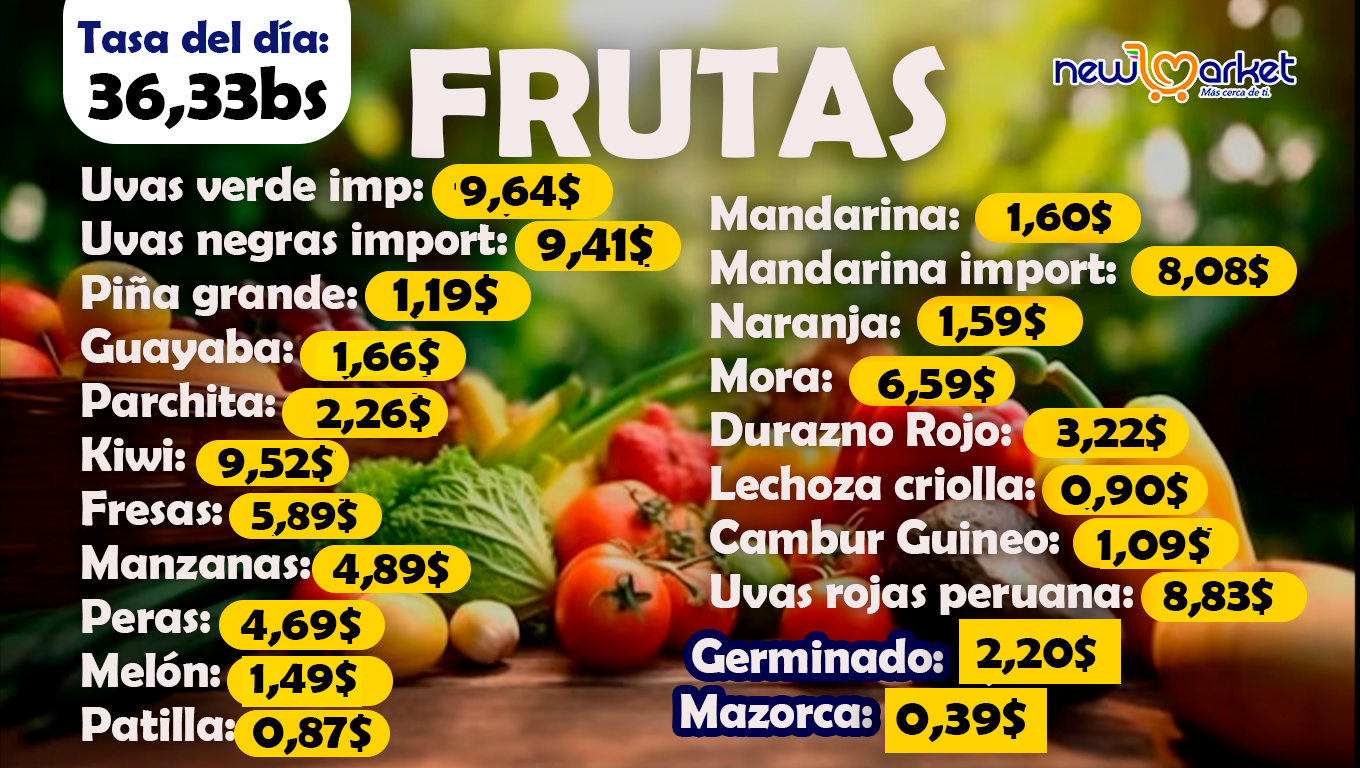 Tasa del día:
36,33bs
FRUTAS
newmarket
Más cerca de ti.
Uvas verde imp: 9,64$
Uvas negras import: 9,41$
Piña grande: 1,19$
Guayaba: 1,66$
Parchita: 2,26$
Kiwi: 9,52$
Fresas: 5,89$
Manzanas: 4,89$
Peras: 4,69$
Melón: 1,49$
Patilla: 0,87$
Mandarina: 1,60$
Mandarina import: 8,08$
Naranja: 1,59$
Mora: 6,59$
Durazno Rojo: 3,22$
Lechoza criolla: 0,90$
Cambur Guineo: 1,09$
Uvas rojas peruana: 8,83$
Germinado: 2,20$
Mazorca: 0,39$